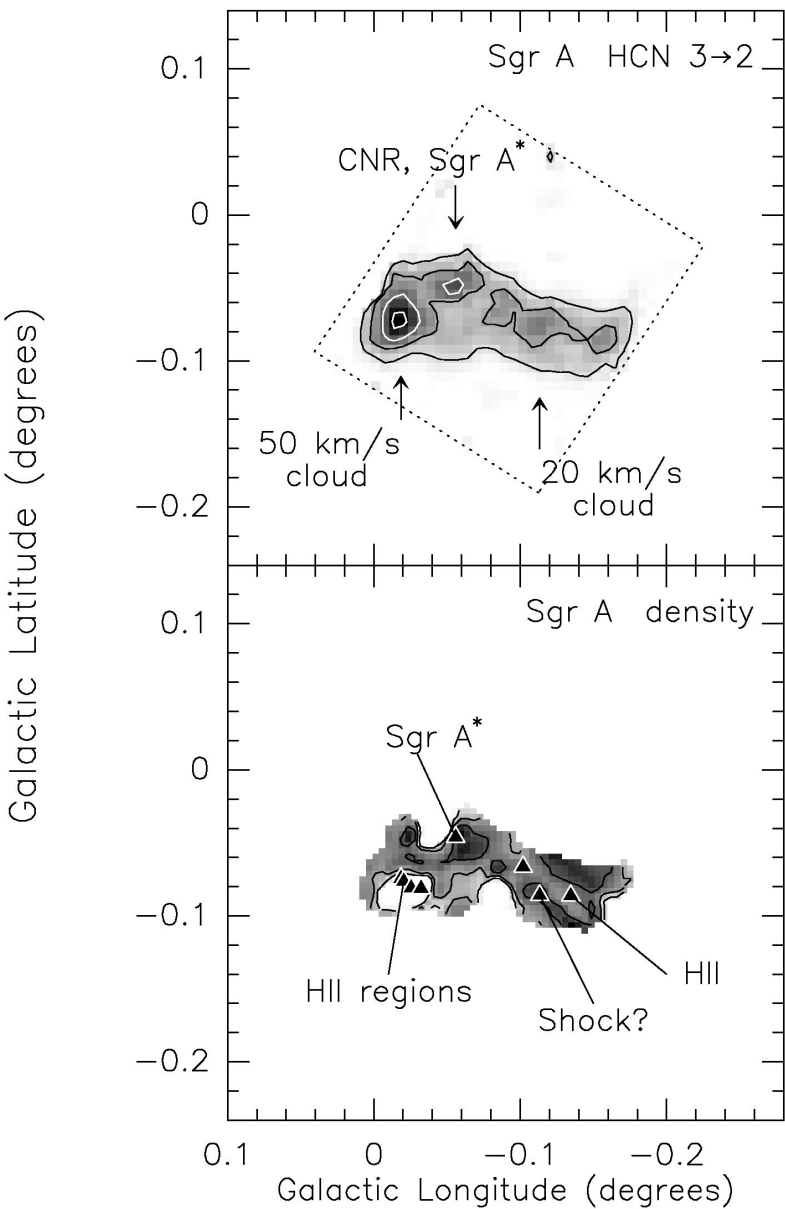 Sgr A HCN 3→2
0.1
CNR, Sgr A*
0
−0.1
50 km/s
cloud
20 km/s
cloud
−0.2
Galactic Latitude (degrees)
Sgr A density
0.1
Sgr A*
0
−0.1
HII regions
HII
Shock?
−0.2
0.1 0 −0.1 −0.2
Galactic Longitude (degrees)